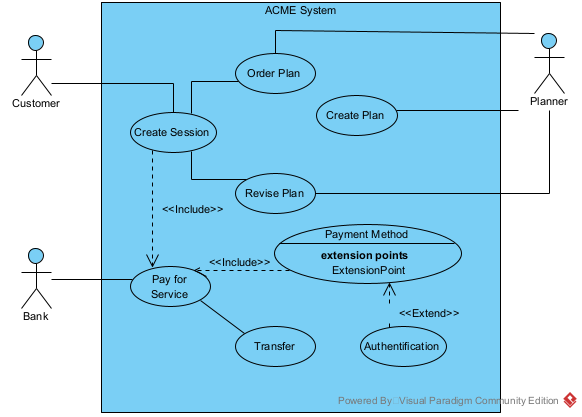 ACME System
Order Plan
Customer
Planner
Create Plan
Create Session
Revise Plan
<<Include>>
Payment Method
extension points
ExtensionPoint
<<Include>>
Pay for
Service
Bank
<<Extend>>
Transfer
Authentification
Powered By Visual Paradigm Community Edition